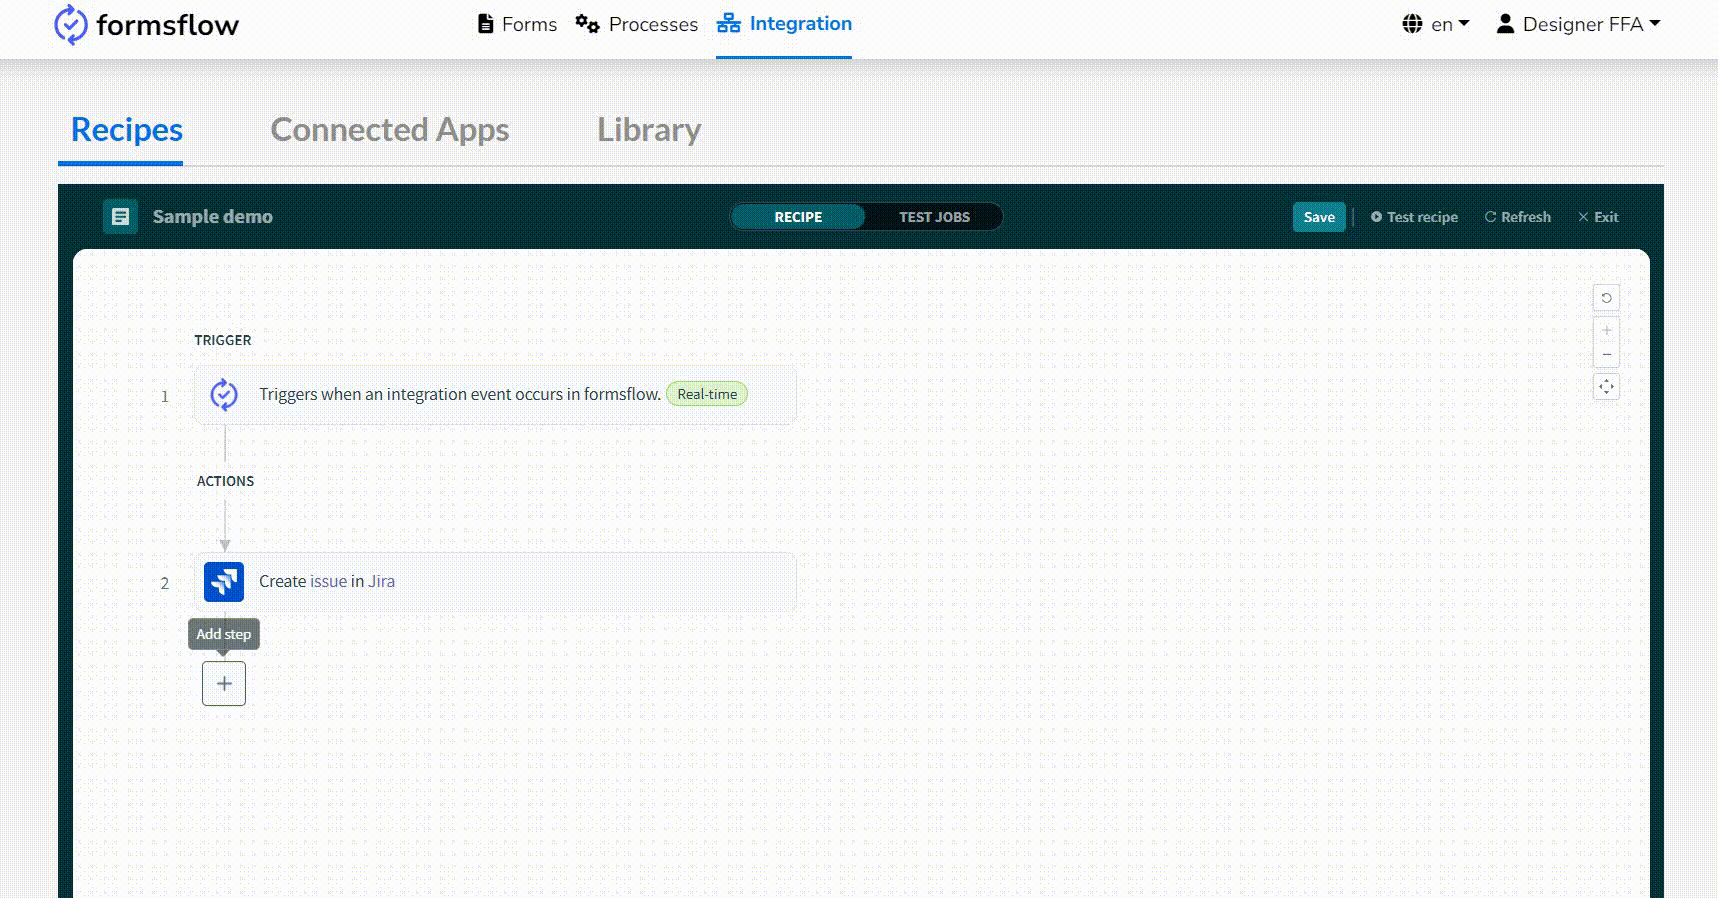 formsflow
Forms Processes Integration
en Designer FFA
Recipes Connected Apps Library
Sample demo
RECIPE TEST JOBS
Save Test recipe Refresh Exit
TRIGGER
1 Triggers when an integration event occurs in formsflow. Real-time
ACTIONS
2 Create issue in Jira
Add step